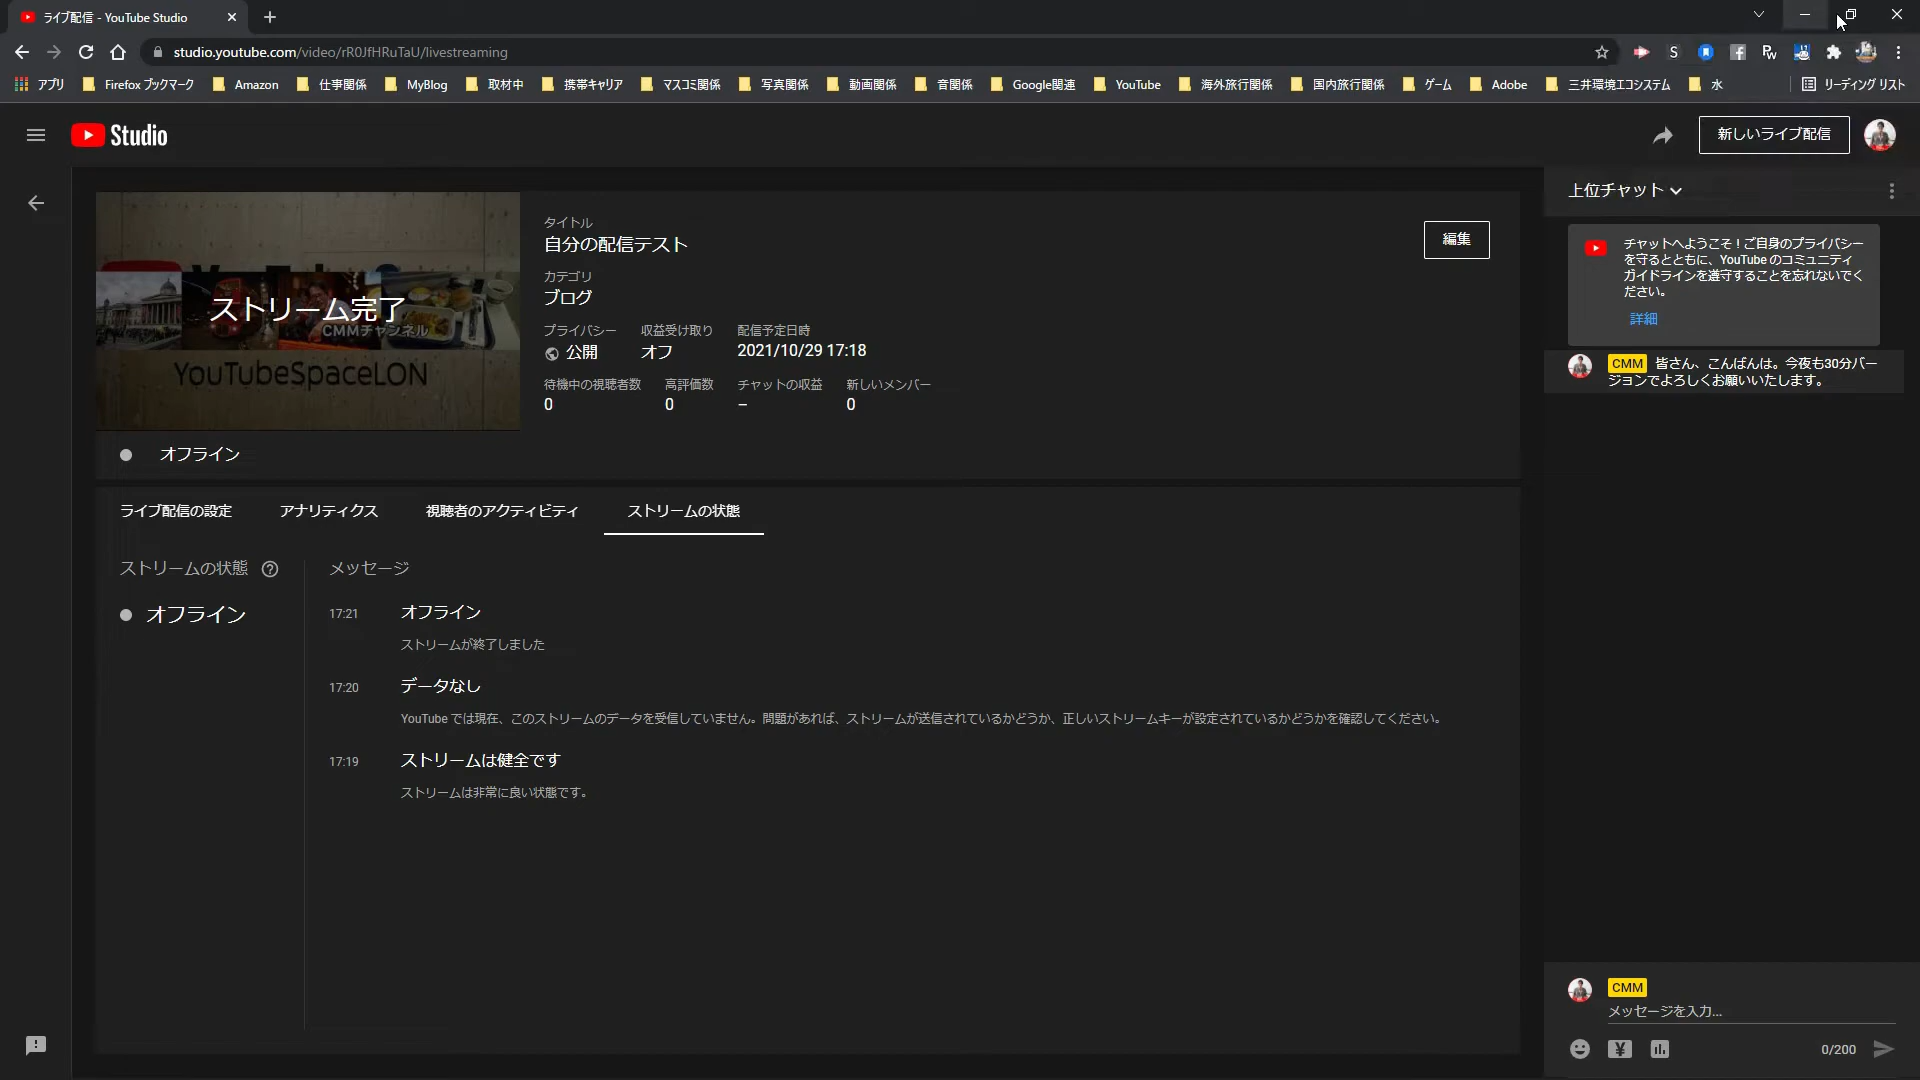 ライブ配信 - YouTube Studio
studio.youtube.com/video/rR0JfHRuTaU/livestreaming
アプリ Firefox ブックマーク Amazon 仕事関係 MyBlog 取材中 携帯キャリア マスコミ関係 写真関係 動画関係 音関係 Google関連 YouTube 海外旅行関係 国内旅行関係 ゲーム Adobe 三井環境エコシステム 水 リーディング リスト
Studio
新しいライブ配信
ストリーム完了
CMMチャンネル
YouTubeSpaceLON
タイトル
自分の配信テスト
編集
カテゴリ
ブログ
プライバシー 収益受け取り 配信予定日時
公開 オフ 2021/10/29 17:18
待機中の視聴者数 高評価数 チャットの収益 新しいメンバー
0 0 – 0
オフライン
ライブ配信の設定 アナリティクス 視聴者のアクティビティ ストリームの状態
ストリームの状態 メッセージ
オフライン
17:21 オフライン
ストリームが終了しました
17:20 データなし
YouTube では現在、このストリームのデータを受信していません。問題があれば、ストリームが送信されているかどうか、正しいストリームキーが設定されているかどうかを確認してください。
17:19 ストリームは健全です
ストリームは非常に良い状態です。
上位チャット
チャットへようこそ！ご自身のプライバシー
を守るとともに、YouTube のコミュニティ
ガイドラインを遵守することを忘れないでく
ださい。
詳細
CMM 皆さん、こんばんは。今夜も30分バー
ジョンでよろしくお願いいたします。
CMM
メッセージを入力...
0/200